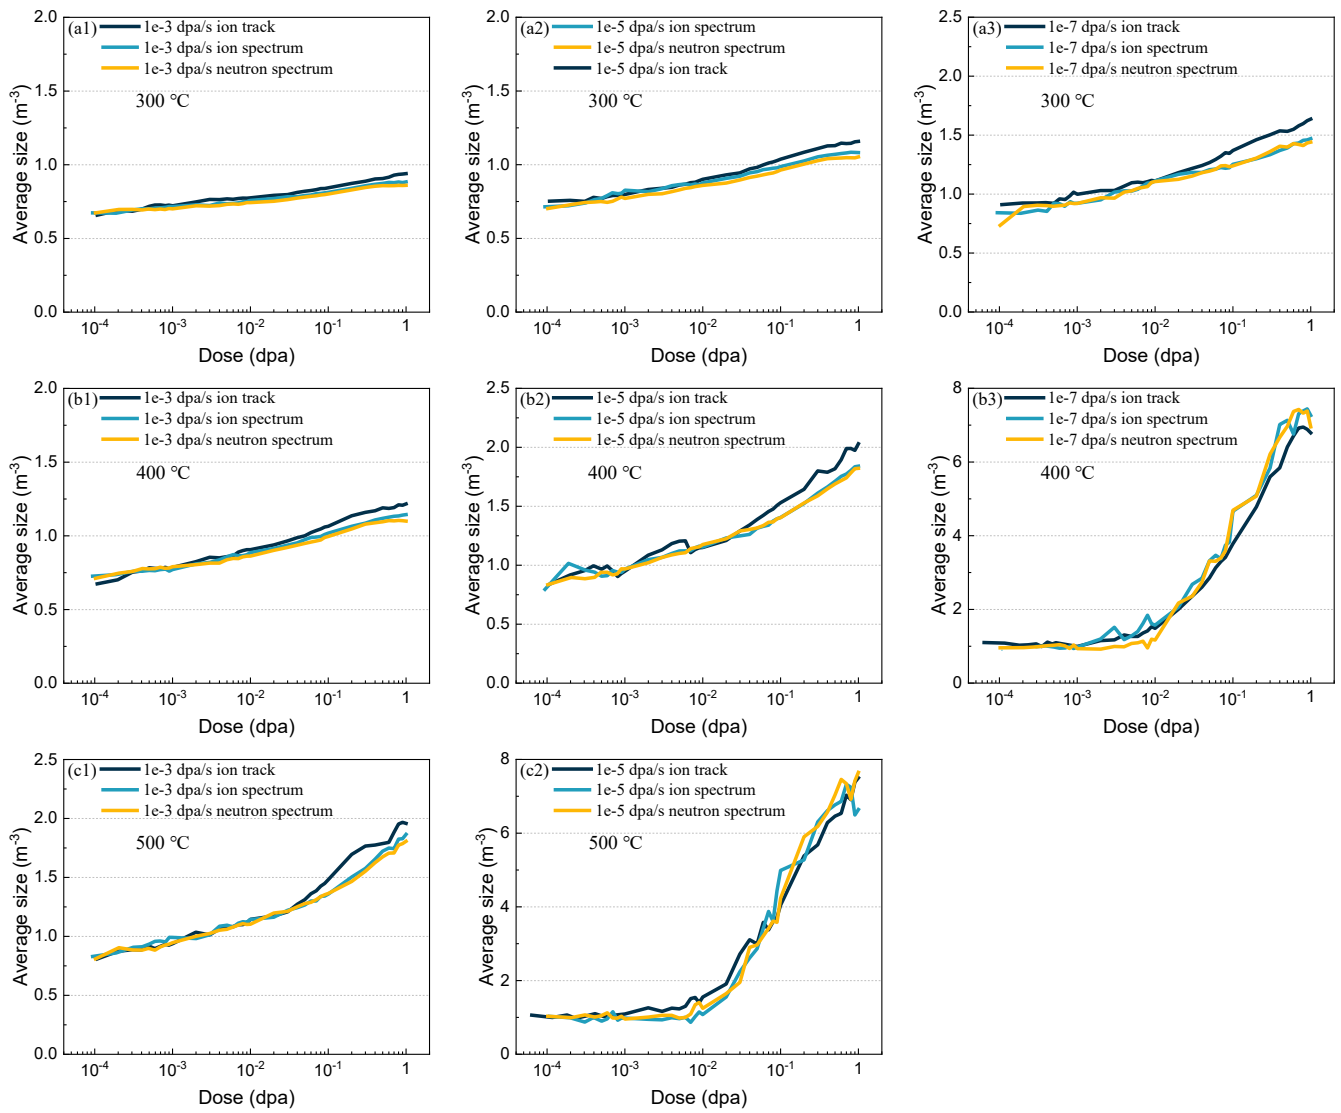 (a1)
1e-3 dpa/s ion track
1e-3 dpa/s ion spectrum
1e-3 dpa/s neutron spectrum
300 ℃
Average size (m-3)
2.0
1.5
1.0
0.5
0.0
10-4
10-3
10-2
10-1
1
Dose (dpa)
(a2)
1e-5 dpa/s ion spectrum
1e-5 dpa/s neutron spectrum
1e-5 dpa/s ion track
300 ℃
Average size (m-3)
2.0
1.5
1.0
0.5
0.0
10-4
10-3
10-2
10-1
1
Dose (dpa)
(a3)
1e-7 dpa/s ion track
1e-7 dpa/s ion spectrum
1e-7 dpa/s neutron spectrum
300 ℃
Average size (m-3)
2.5
2.0
1.5
1.0
0.5
0.0
10-4
10-3
10-2
10-1
1
Dose (dpa)
(b1)
1e-3 dpa/s ion track
1e-3 dpa/s ion spectrum
1e-3 dpa/s neutron spectrum
400 ℃
Average size (m-3)
2.0
1.5
1.0
0.5
0.0
10-4
10-3
10-2
10-1
1
Dose (dpa)
(b2)
1e-5 dpa/s ion track
1e-5 dpa/s ion spectrum
1e-5 dpa/s neutron spectrum
400 ℃
Average size (m-3)
2.5
2.0
1.5
1.0
0.5
0.0
10-4
10-3
10-2
10-1
1
Dose (dpa)
(b3)
1e-7 dpa/s ion track
1e-7 dpa/s ion spectrum
1e-7 dpa/s neutron spectrum
400 ℃
Average size (m-3)
8
6
4
2
0
10-4
10-3
10-2
10-1
1
Dose (dpa)
(c1)
1e-3 dpa/s ion track
1e-3 dpa/s ion spectrum
1e-3 dpa/s neutron spectrum
500 ℃
Average size (m-3)
2.5
2.0
1.5
1.0
0.5
0.0
10-4
10-3
10-2
10-1
1
Dose (dpa)
(c2)
1e-5 dpa/s ion track
1e-5 dpa/s ion spectrum
1e-5 dpa/s neutron spectrum
500 ℃
Average size (m-3)
8
6
4
2
0
10-4
10-3
10-2
10-1
1
Dose (dpa)